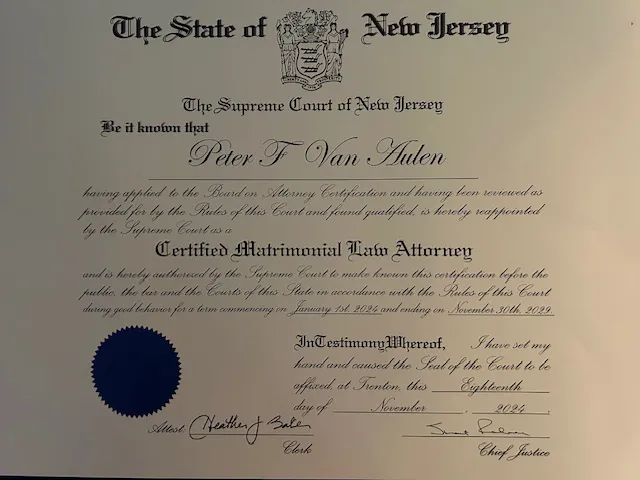 The State of New Jersey
The Supreme Court of New Jersey
Be it known that
Peter F Van Aulen
having applied to the Board on Attorney Certification and having been reviewed as
provided for by the Rules of this Court and found qualified, is hereby reappointed
by the Supreme Court as a
Certified Matrimonial Law Attorney
and is hereby authorized by the Supreme Court to make known this certification before the
public, the bar and the Courts of this State in accordance with the Rules of this Court
during good behavior for a term commencing on January 1st, 2024 and ending on November 30th, 2029.
In Testimony Whereof, I have set my
hand and caused the Seal of the Court to be
affixed, at Trenton, this Eighteenth
day of November, 2024.
Attest Heather J Baker
Clerk
Chief Justice